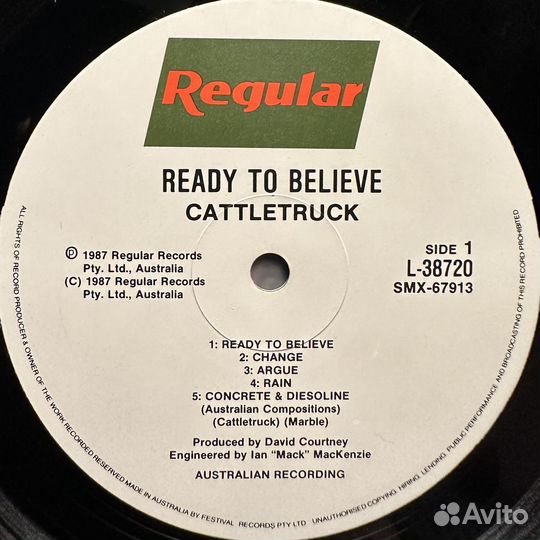 Regular
READY TO BELIEVE
CATTLETRUCK
Ⓟ 1987 Regular Records
Pty. Ltd., Australia
(C) 1987 Regular Records
Pty. Ltd., Australia
SIDE 1
L-38720
SMX-67913
1: READY TO BELIEVE
2: CHANGE
3: ARGUE
4: RAIN
5: CONCRETE & DIESOLINE
(Australian Compositions)
(Cattletruck) (Marble)
Produced by David Courtney
Engineered by Ian "Mack" MacKenzie
AUSTRALIAN RECORDING
ALL RIGHTS OF RECORD PRODUCER & OWNER OF THE WORK RECORDED RESERVED MADE IN AUSTRALIA BY FESTIVAL RECORDS PTY LTD UNAUTHORISED COPYING, HIRING, LENDING, PUBLIC PERFORMANCE AND BROADCASTING OF THIS RECORD PROHIBITED
Avito